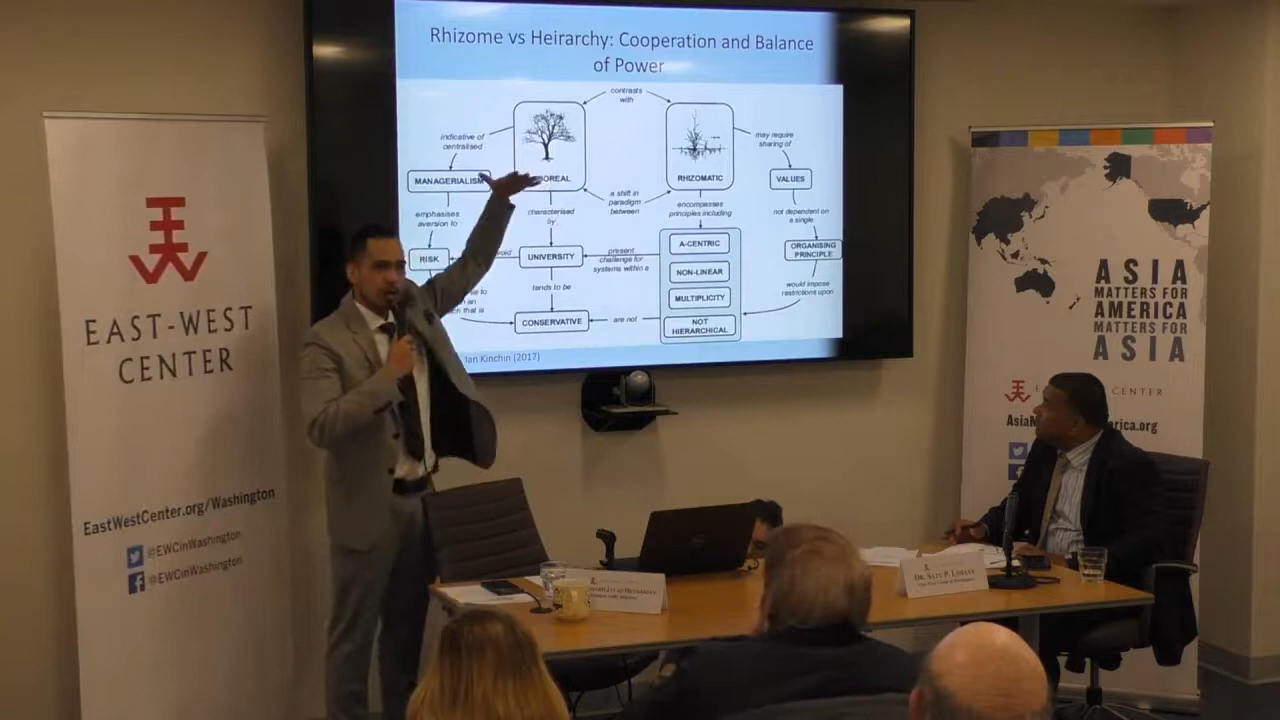 Rhizome vs Heirarchy: Cooperation and Balance
of Power
contrasts
with
indicative of
centralised
may require
sharing of
MANAGERIALISM
RHIZOMATIC
VALUES
emphasises
aversion to
characterised
by
a shift in
paradigm
between
encompasses
principles including
not dependent on
a single
RISK
UNIVERSITY
present
challenge for
systems within a
A-CENTRIC
NON-LINEAR
MULTIPLICITY
NOT
HIERARCHICAL
ORGANISING
PRINCIPLE
tends to be
would impose
restrictions upon
CONSERVATIVE
are not
Ian Kinchin (2017)
EAST-WEST
CENTER
EastWestCenter.org/Washington
@EWCinWashington
@EWCinWashington
ASIA
MATTERS FOR
AMERICA
MATTERS FOR
ASIA
CENTER